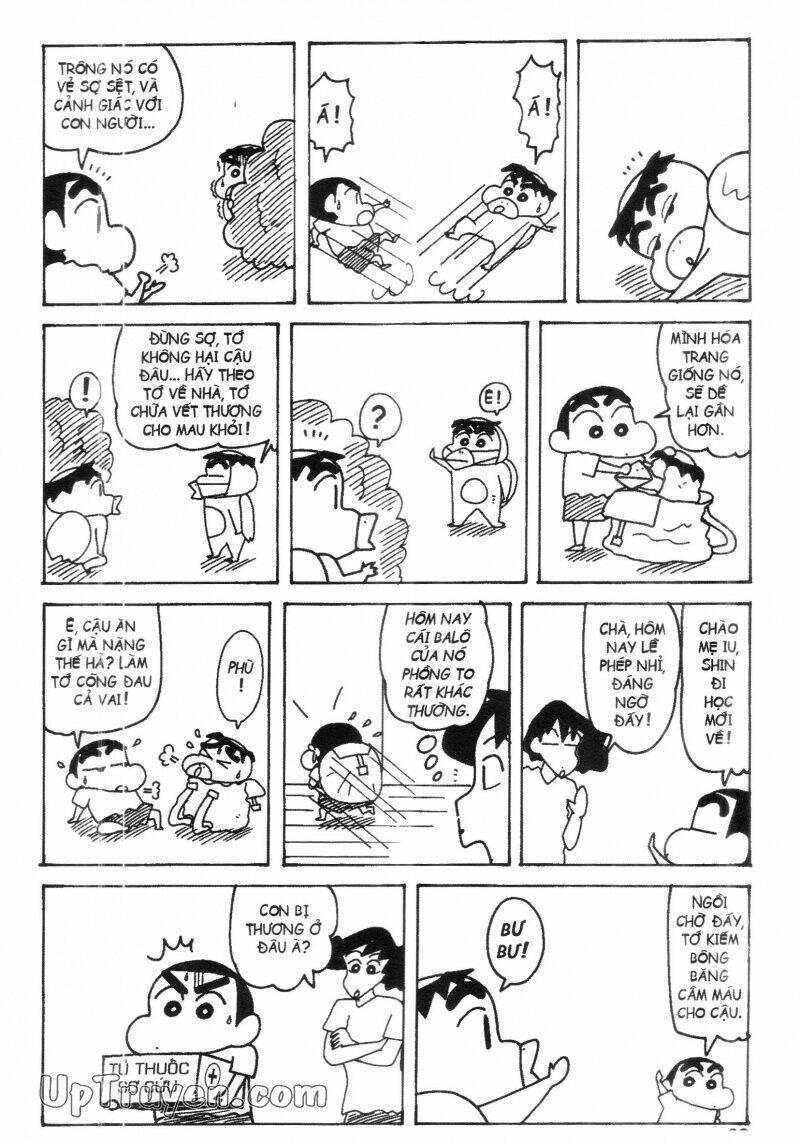 Á!
Á!
TRÔNG NÓ CÓ
VẺ SỢ SỆT, VÀ
CẢNH GIÁC VỚI
CON NGƯỜI...
MÌNH HÓA
TRANG
GIỐNG NÓ,
SẼ DỄ
LẠI GẦN
HƠN.
Ê!
?
ĐỪNG SỢ, TỚ
KHÔNG HẠI CẬU
ĐÂU... HÃY THEO
TỚ VỀ NHÀ, TỚ
CHỮA VẾT THƯƠNG
CHO MAU KHỎI!
!
CHÀO
MẸ IU,
SHIN
ĐI
HỌC
MỚI
VỀ!
CHÀ, HÔM
NAY LỄ
PHÉP NHỈ,
ĐÁNG
NGỜ
ĐẤY!
HÔM NAY
CÁI BALÔ
CỦA NÓ
PHỒNG TO
RẤT KHÁC
THƯỜNG.
PHÙ
!
Ê, CẬU ĂN
GÌ MÀ NẶNG
THẾ HẢ? LÀM
TỚ CÕNG ĐAU
CẢ VAI!
NGỒI
CHỜ ĐẤY,
TỚ KIẾM
BÔNG
BĂNG
CẦM MÁU
CHO CẬU.
BƯ
BƯ!
CON BỊ
THƯƠNG Ở
ĐÂU À?
TỦ THUỐC
SƠ CỨU
UpTruyen.com